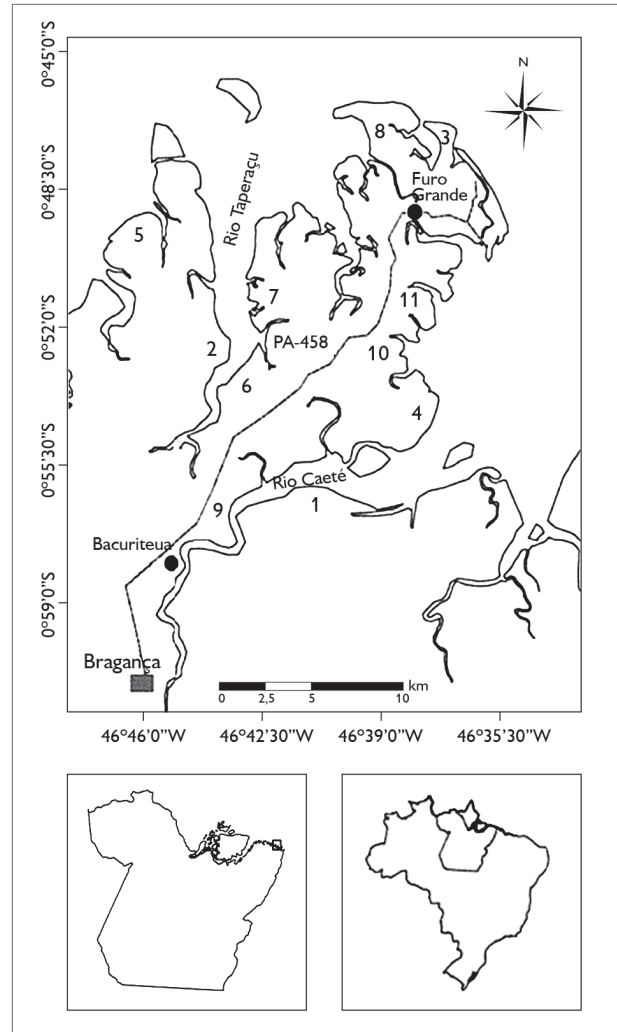 0°45'0"S
N
8
3
0°48'30"S
Furo
Grande
Rio Taperaçu
5
7
11
0°52'0"S
2
PA-458
10
6
4
0°55'30"S
Rio Caeté
1
9
Bacuriteua
0°59'0"S
Bragança
km
0 2,5 5 10
46°46'0"W 46°42'30"W 46°39'0"W 46°35'30"W